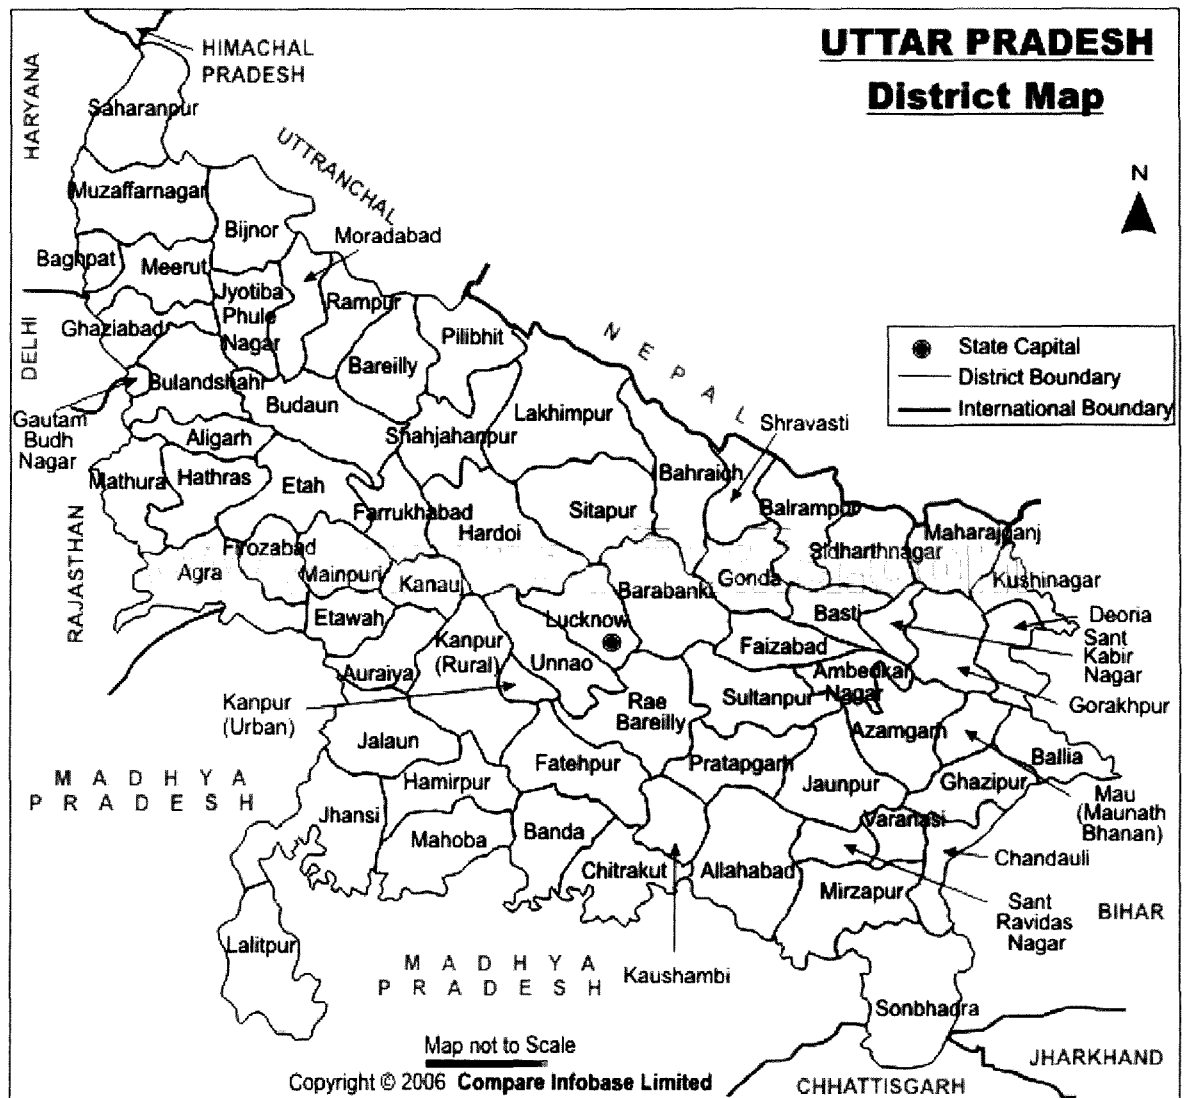 UTTAR PRADESH
District Map
HIMACHAL
PRADESH
HARYANA
Saharanpur
UTTRANCHAL
N
Muzaffarnagar
Bijnor
Moradabad
Baghpat
Meerut
Jyotiba
Phule
Nagar
Rampur
Ghaziabad
DELHI
Pilibhit
NEPAL
State Capital
District Boundary
International Boundary
Bareilly
Bulandshahr
Budaun
Gautam
Budh
Nagar
Lakhimpur
Shravasti
Aligarh
Shahjahanpur
Mathura
Hathras
Etah
Bahraich
Farrukhabad
Hardoi
Sitapur
Balrampur
RAJASTHAN
Maharajganj
Sidharthnagar
Firozabad
Agra
Mainpuri
Kanauj
Barabanki
Gonda
Kushinagar
Etawah
Lucknow
Basti
Deoria
Kanpur
(Rural)
Unnao
Faizabad
Sant
Kabir
Nagar
Auraiya
Ambedkar
Nagar
Sultanpur
Rae
Bareilly
Gorakhpur
Kanpur
(Urban)
Azamgarh
Jalaun
Ballia
MADHYA
PRADESH
Fatehpur
Pratapgarh
Hamirpur
Jaunpur
Ghazipur
Mau
(Maunath
Bhanan)
Jhansi
Mahoba
Banda
Varanasi
Chandauli
Chitrakut
Allahabad
Mirzapur
Sant
Ravidas
Nagar
BIHAR
Lalitpur
MADHYA
PRADESH
Kaushambi
Sonbhadra
Map not to Scale
JHARKHAND
Copyright © 2006 Compare Infobase Limited
CHHATTISGARH